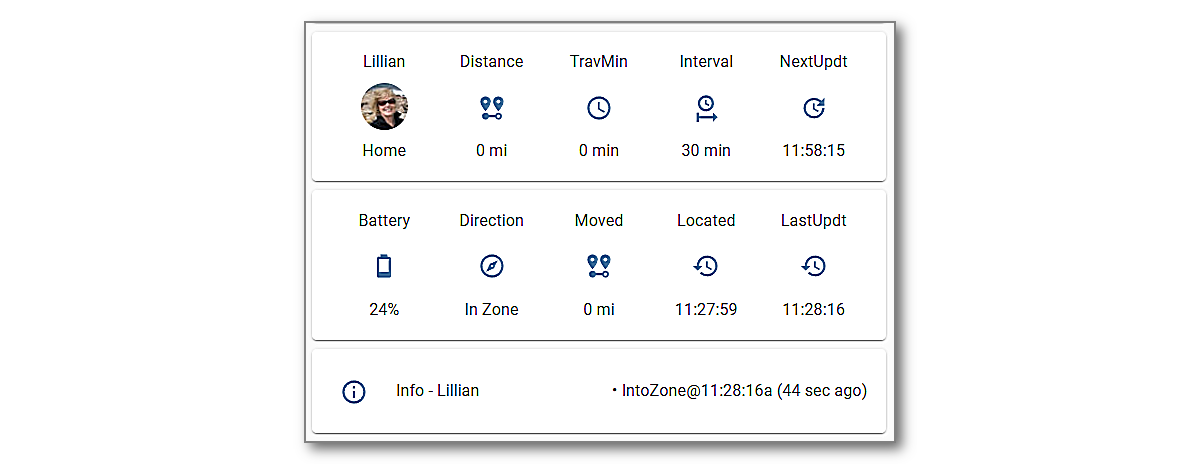 Lillian Distance TravMin Interval NextUpdt
Home 0 mi 0 min 30 min 11:58:15
Battery Direction Moved Located LastUpdt
24% In Zone 0 mi 11:27:59 11:28:16
Info - Lillian • IntoZone@11:28:16a (44 sec ago)